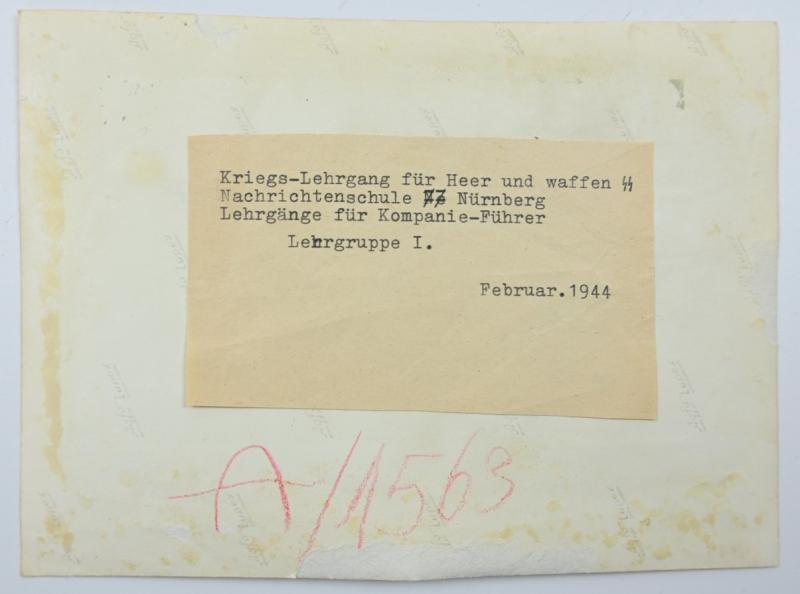 Kriegs-Lehrgang für Heer und waffen ᛋᛋ
Nachrichtenschule Nürnberg
Lehrgänge für Kompanie-Führer
Lehrgruppe I.
Februar.1944
A/1563